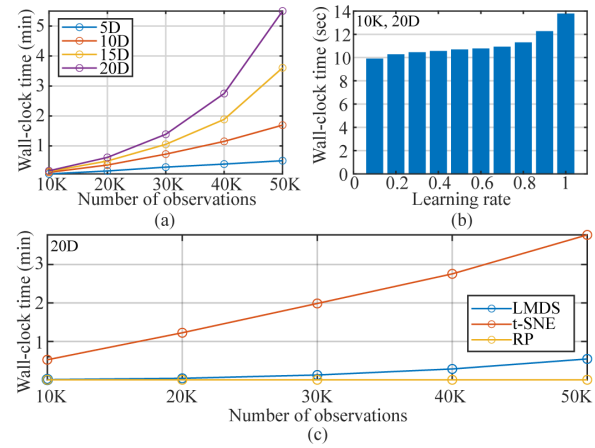 Wall-clock time (min)
5
4
3
2
1
5D
10D
15D
20D
10K 20K 30K 40K 50K
Number of observations
(a)
Wall-clock time (sec)
14
12
10
8
6
4
2
0
10K, 20D
0 0.2 0.4 0.6 0.8 1
Learning rate
(b)
Wall-clock time (min)
3
2
1
20D
LMDS
t-SNE
RP
10K 20K 30K 40K 50K
Number of observations
(c)